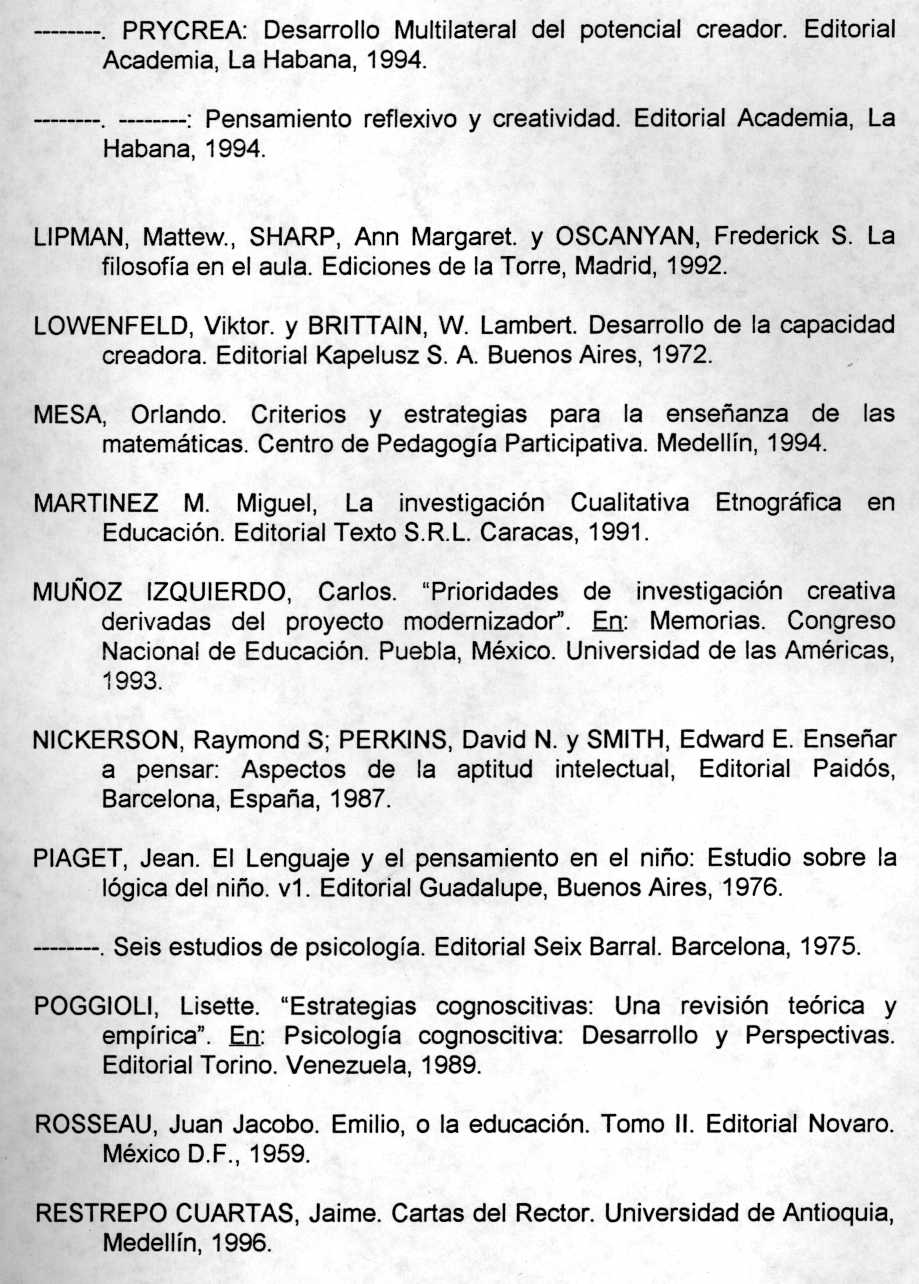 --------. PRYCREA: Desarrollo Multilateral del potencial creador. Editorial
Academia, La Habana, 1994.
--------. --------: Pensamiento reflexivo y creatividad. Editorial Academia, La
Habana, 1994.
LIPMAN, Mattew., SHARP, Ann Margaret. y OSCANYAN, Frederick S. La
filosofía en el aula. Ediciones de la Torre, Madrid, 1992.
LOWENFELD, Viktor. y BRITTAIN, W. Lambert. Desarrollo de la capacidad
creadora. Editorial Kapelusz S. A. Buenos Aires, 1972.
MESA, Orlando. Criterios y estrategias para la enseñanza de las
matemáticas. Centro de Pedagogía Participativa. Medellín, 1994.
MARTINEZ M. Miguel, La investigación Cualitativa Etnográfica en
Educación. Editorial Texto S.R.L. Caracas, 1991.
MUÑOZ IZQUIERDO, Carlos. “Prioridades de investigación creativa
derivadas del proyecto modernizador”. En: Memorias. Congreso
Nacional de Educación. Puebla, México. Universidad de las Américas,
1993.
NICKERSON, Raymond S; PERKINS, David N. y SMITH, Edward E. Enseñar
a pensar: Aspectos de la aptitud intelectual, Editorial Paidós,
Barcelona, España, 1987.
PIAGET, Jean. El Lenguaje y el pensamiento en el niño: Estudio sobre la
lógica del niño. v1. Editorial Guadalupe, Buenos Aires, 1976.
--------. Seis estudios de psicología. Editorial Seix Barral. Barcelona, 1975.
POGGIOLI, Lisette. “Estrategias cognoscitivas: Una revisión teórica y
empírica”. En: Psicología cognoscitiva: Desarrollo y Perspectivas.
Editorial Torino. Venezuela, 1989.
ROSSEAU, Juan Jacobo. Emilio, o la educación. Tomo II. Editorial Novaro.
México D.F., 1959.
RESTREPO CUARTAS, Jaime. Cartas del Rector. Universidad de Antioquia,
Medellín, 1996.